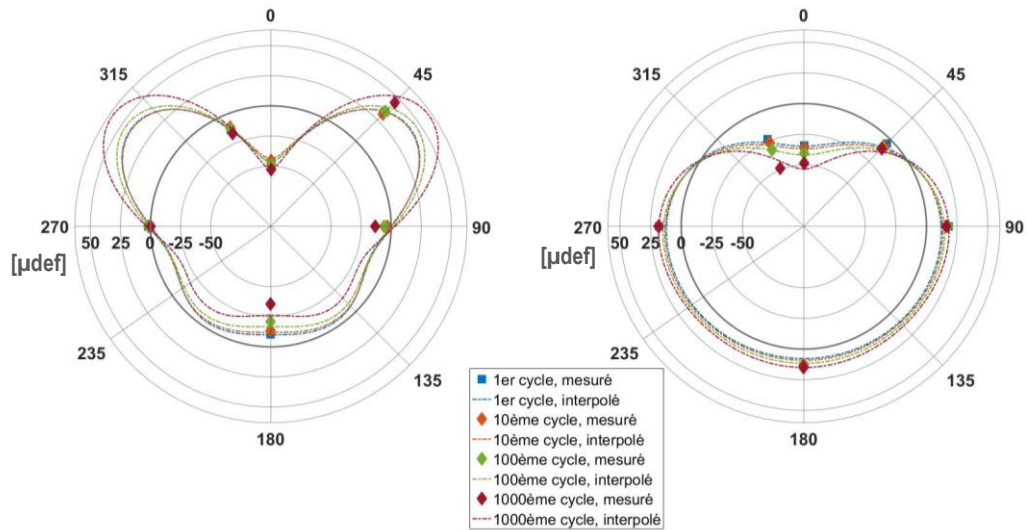 0
0
315
45
315
45
270
50 25 0 -25 -50
90
270
50 25 0 -25 -50
90
[µdef]
[µdef]
235
135
235
135
180
180
1er cycle, mesuré
1er cycle, interpolé
10ème cycle, mesuré
10ème cycle, interpolé
100ème cycle, mesuré
100ème cycle, interpolé
1000ème cycle, mesuré
1000ème cycle, interpolé